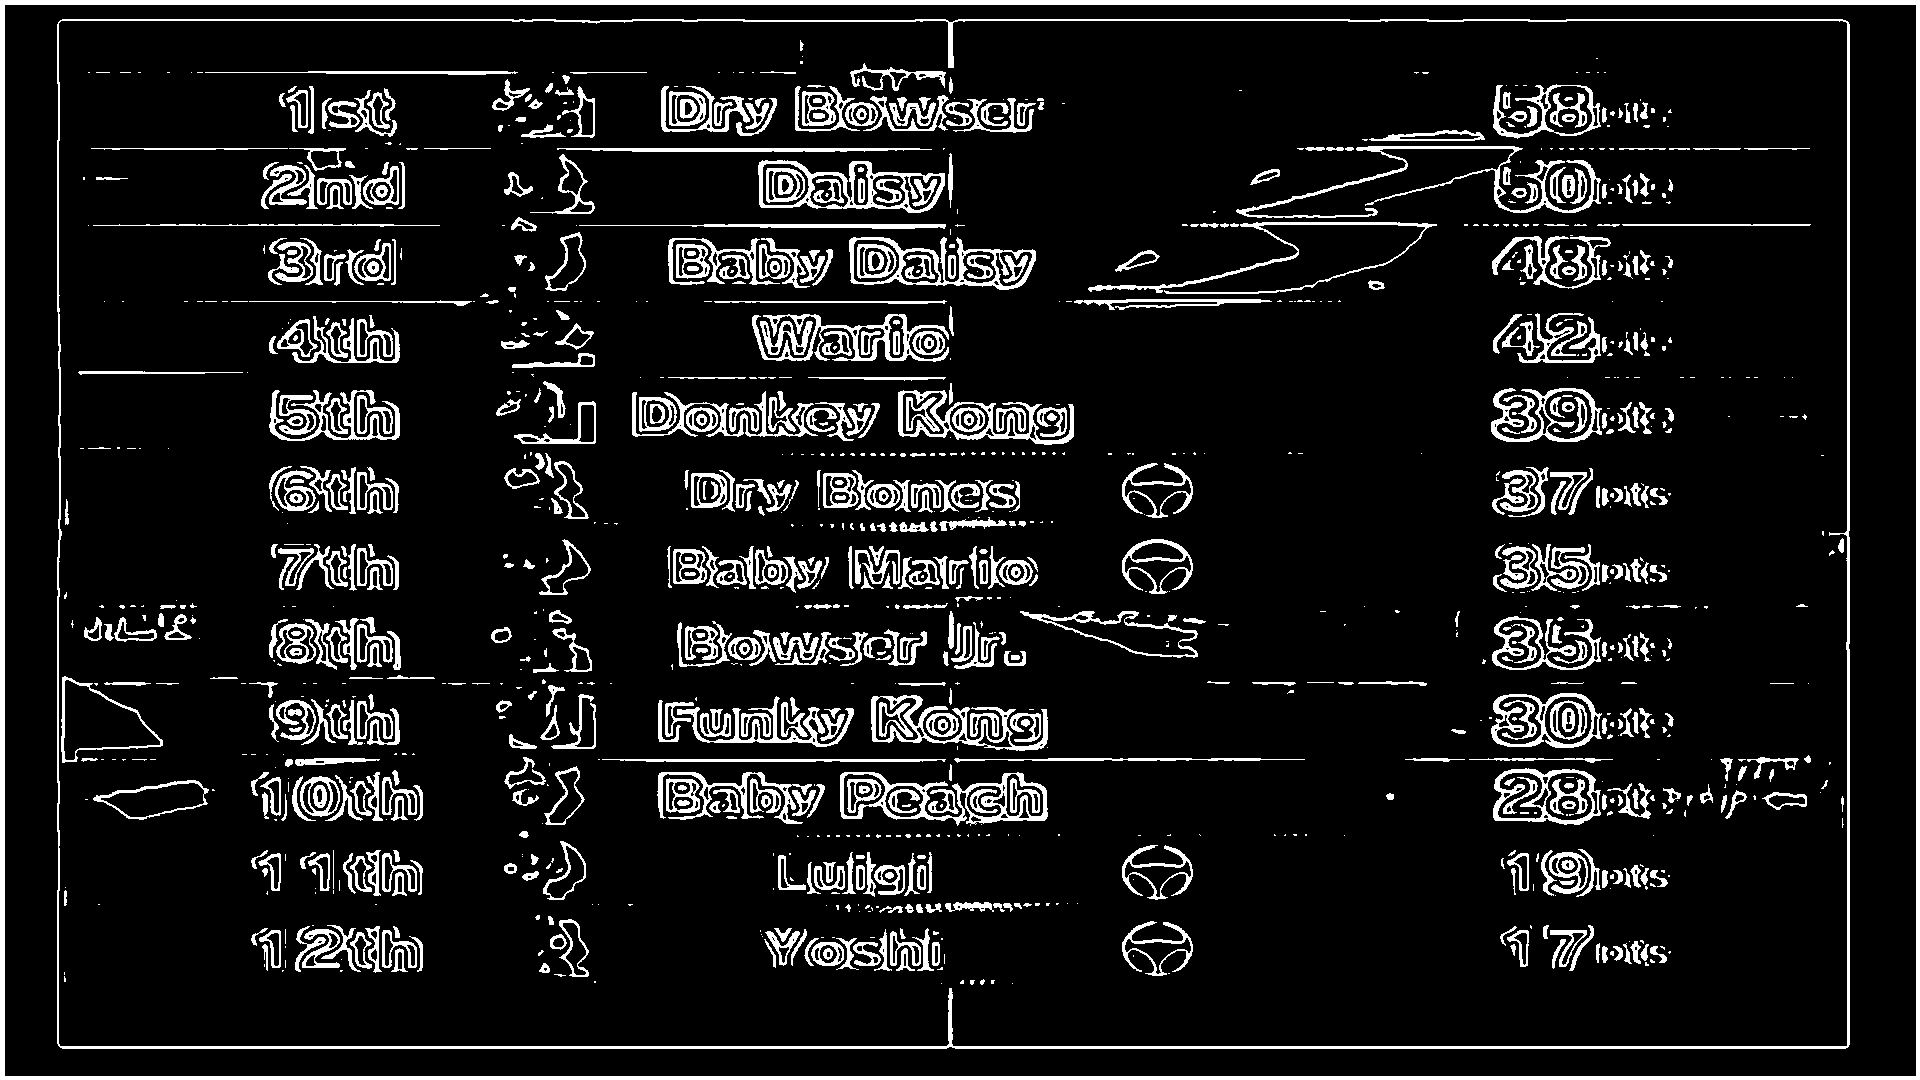 1st Dry Bowser 58pts
2nd Daisy 50pts
3rd Baby Daisy 48pts
4th Wario 42pts
5th Donkey Kong 39pts
6th Dry Bones 37pts
7th Baby Mario 35pts
8th Bowser Jr. 35pts
9th Funky Kong 30pts
10th Baby Peach 28pts
11th Luigi 19pts
12th Yoshi 17pts